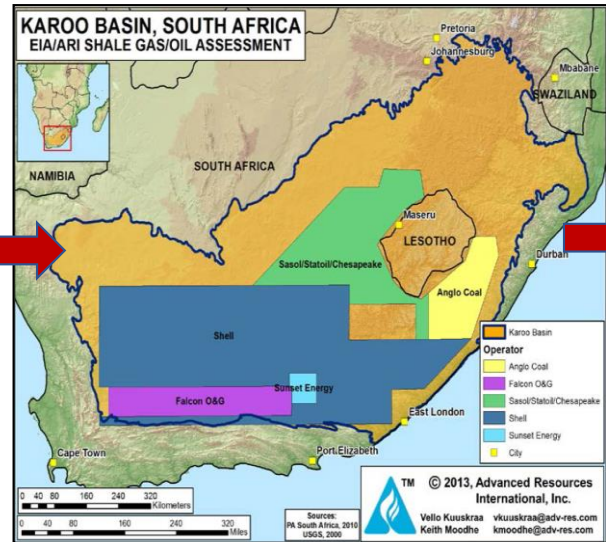 KAROO BASIN, SOUTH AFRICA
EIA/ARI SHALE GAS/OIL ASSESSMENT
Pretoria
Johannesburg
Mbabane
SWAZILAND
SOUTH AFRICA
NAMIBIA
Maseru
LESOTHO
Durban
Sasol/Statoil/Chesapeake
Anglo Coal
Shell
Sunset Energy
Falcon O&G
East London
Cape Town
Port Elizabeth
Karoo Basin
Operator
Anglo Coal
Falcon O&G
Sasol/Statoil/Chesapeake
Shell
Sunset Energy
City
0 40 80 160 240 320
Kilometers
0 40 80 160 240 320
Miles
Sources:
PA South Africa, 2010
USGS, 2000
TM
© 2013, Advanced Resources
International, Inc.
Vello Kuuskraa vkuuskraa@adv-res.com
Keith Moodhe kmoodhe@adv-res.com